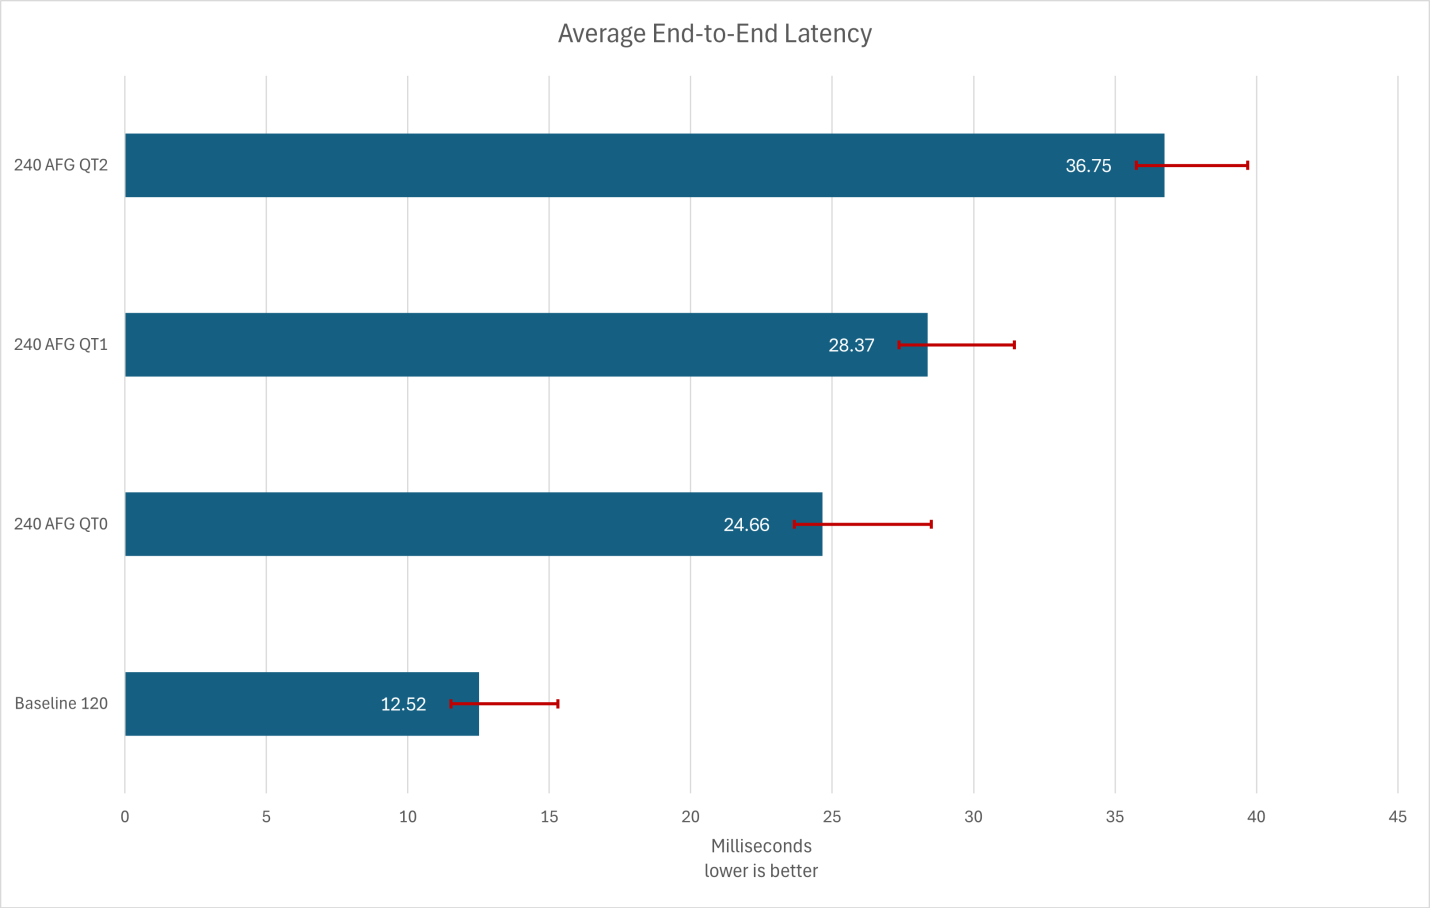 Average End-to-End Latency
240 AFG QT2
36.75
240 AFG QT1
28.37
240 AFG QT0
24.66
Baseline 120
12.52
0 5 10 15 20 25 30 35 40 45
Milliseconds
lower is better